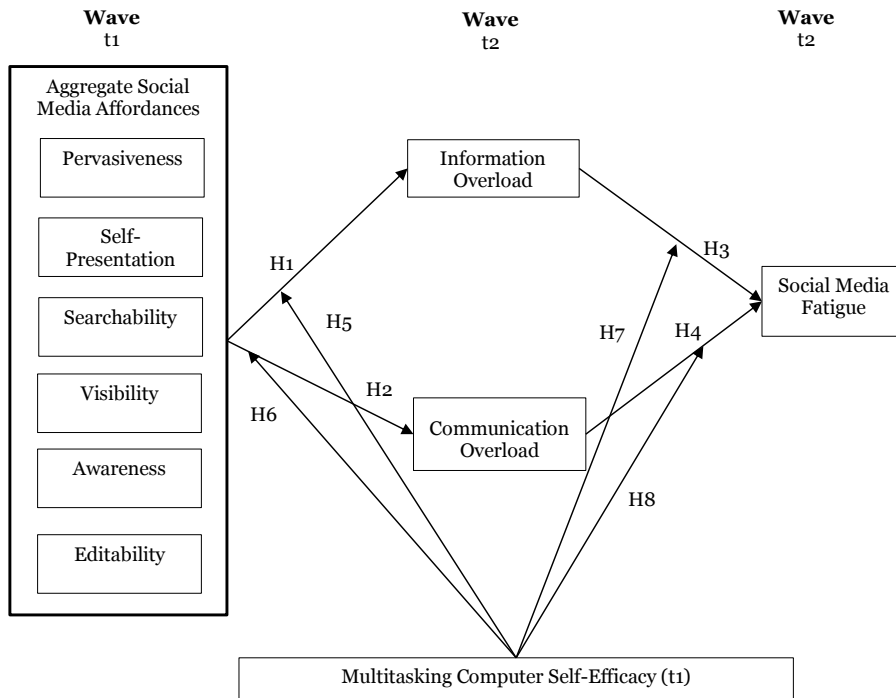 Wave
t1
Wave
t2
Wave
t2
Aggregate Social
Media Affordances
Pervasiveness
Self-
Presentation
Searchability
Visibility
Awareness
Editability
Information
Overload
Communication
Overload
Social Media
Fatigue
H1
H2
H3
H4
H5
H6
H7
H8
Multitasking Computer Self-Efficacy (t1)